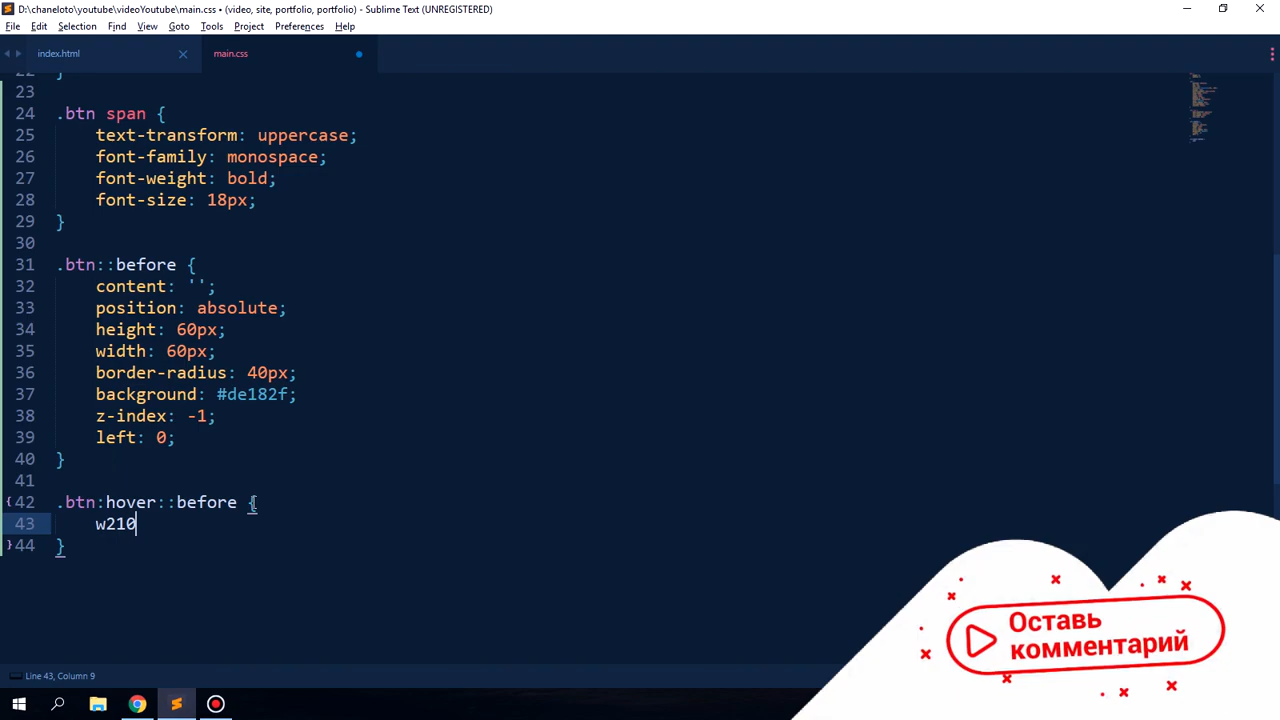 D:\chaneloto\youtube\videoYoutube\main.css • (video, site, portfolio, portfolio) - Sublime Text (UNREGISTERED)
File Edit Selection Find View Goto Tools Project Preferences Help
index.html main.css
22 }
23
24 .btn span {
25 text-transform: uppercase;
26 font-family: monospace;
27 font-weight: bold;
28 font-size: 18px;
29 }
30
31 .btn::before {
32 content: '';
33 position: absolute;
34 height: 60px;
35 width: 60px;
36 border-radius: 40px;
37 background: #de182f;
38 z-index: -1;
39 left: 0;
40 }
41
42 .btn:hover::before {
43 w210
44 }
Оставь
комментарий
Line 43, Column 9